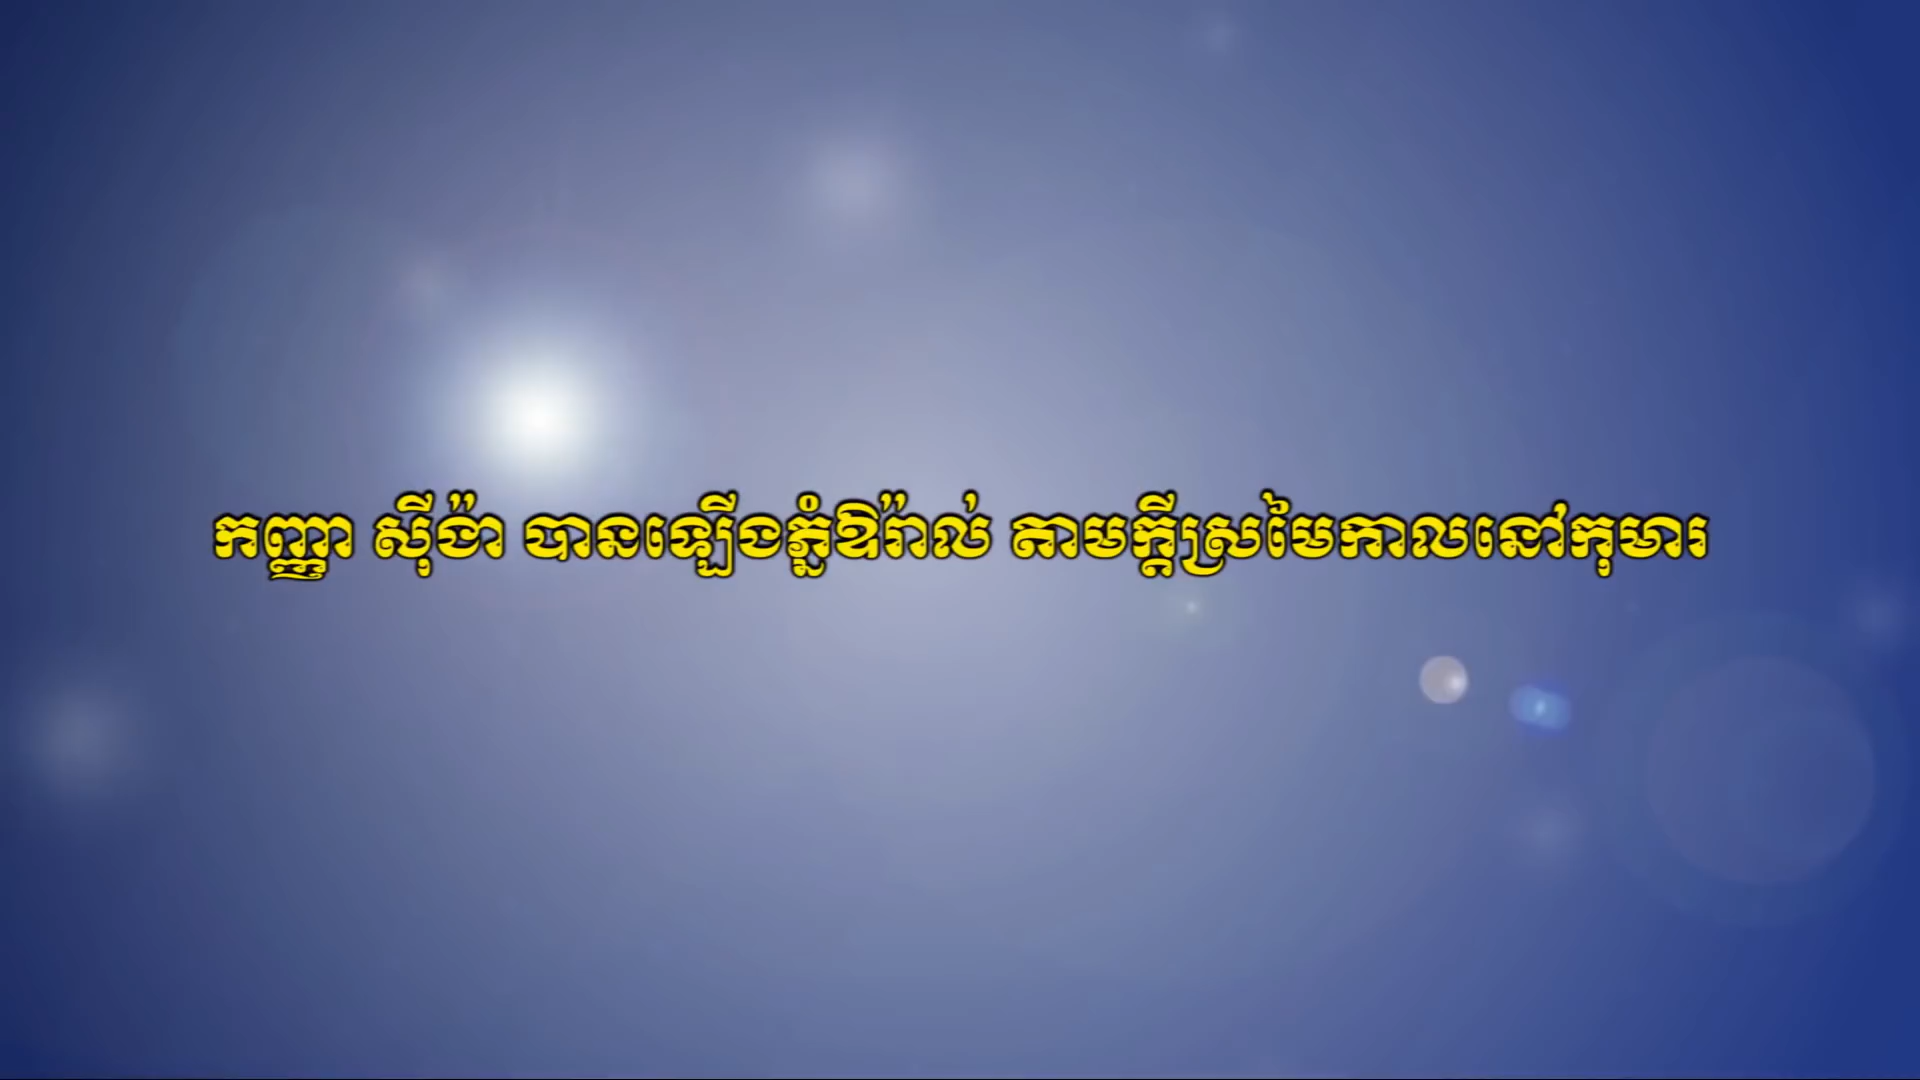 កញ្ញា ស៊ីង៉ា បានឡើងភ្នំឱរ៉ាល់ តាមក្តីស្រមៃកាលនៅកុមារ